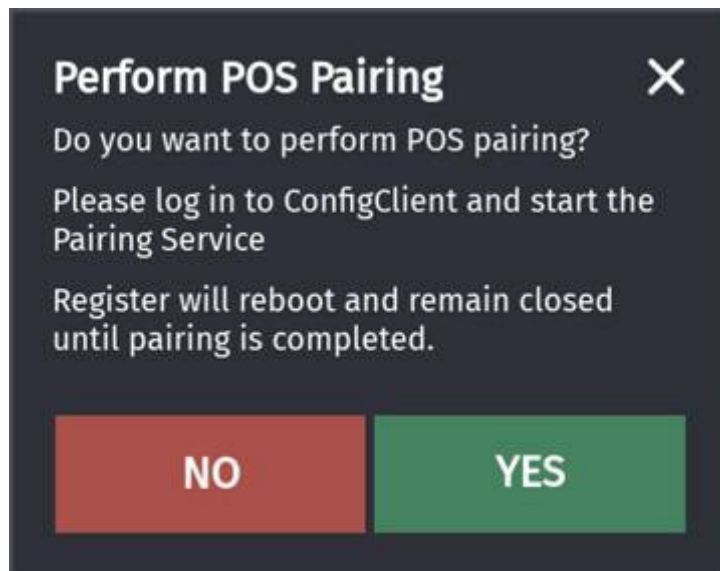 Perform POS Pairing
Do you want to perform POS pairing?
Please log in to ConfigClient and start the
Pairing Service
Register will reboot and remain closed
until pairing is completed.
NO
YES